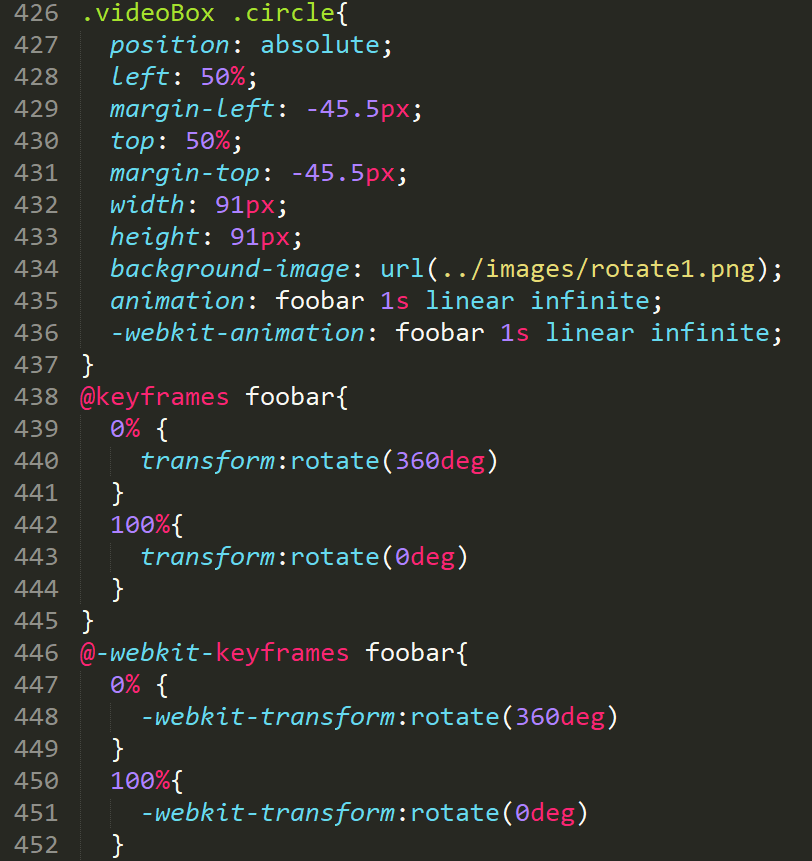 426 .videoBox .circle{
427   position: absolute;
428   left: 50%;
429   margin-left: -45.5px;
430   top: 50%;
431   margin-top: -45.5px;
432   width: 91px;
433   height: 91px;
434   background-image: url(../images/rotate1.png);
435   animation: foobar 1s linear infinite;
436   -webkit-animation: foobar 1s linear infinite;
437 }
438 @keyframes foobar{
439   0% {
440     transform:rotate(360deg)
441   }
442   100%{
443     transform:rotate(0deg)
444   }
445 }
446 @-webkit-keyframes foobar{
447   0% {
448     -webkit-transform:rotate(360deg)
449   }
450   100%{
451     -webkit-transform:rotate(0deg)
452   }